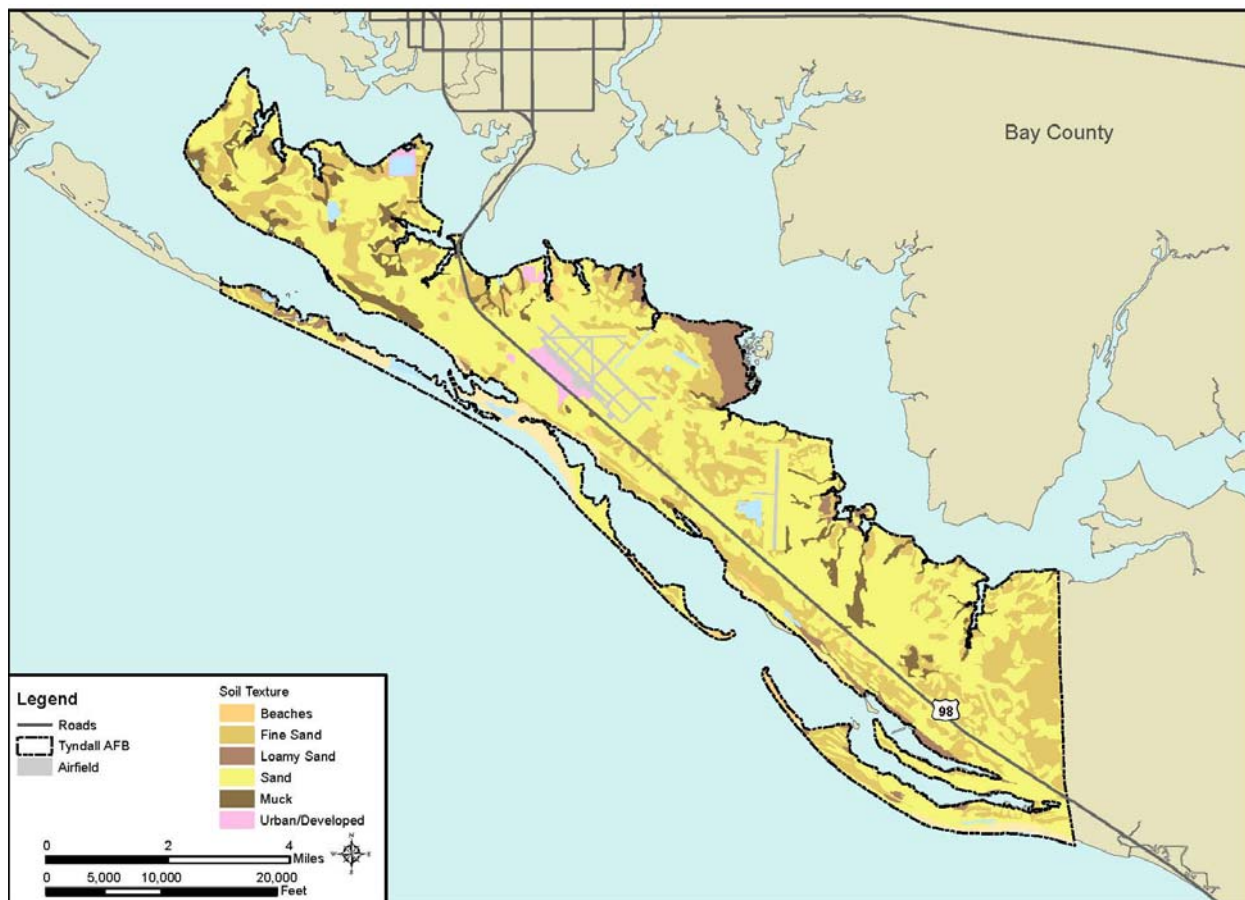 Bay County
98
Legend
Roads
Tyndall AFB
Airfield
Soil Texture
Beaches
Fine Sand
Loamy Sand
Sand
Muck
Urban/Developed
0 2 4
Miles
0 5,000 10,000 20,000
Feet
N
W E
S